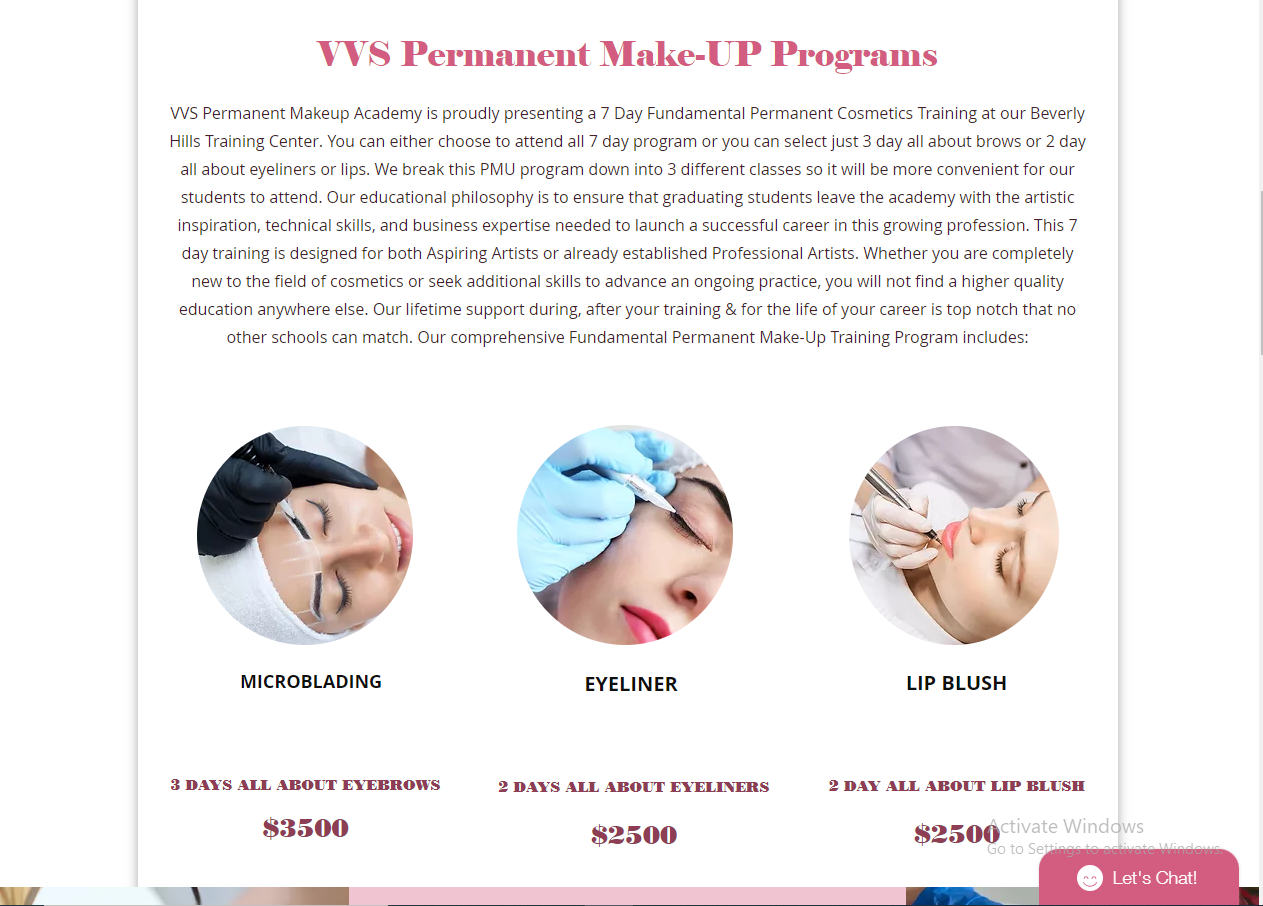 VVS Permanent Make-UP Programs
VVS Permanent Makeup Academy is proudly presenting a 7 Day Fundamental Permanent Cosmetics Training at our Beverly
Hills Training Center. You can either choose to attend all 7 day program or you can select just 3 day all about brows or 2 day
all about eyeliners or lips. We break this PMU program down into 3 different classes so it will be more convenient for our
students to attend. Our educational philosophy is to ensure that graduating students leave the academy with the artistic
inspiration, technical skills, and business expertise needed to launch a successful career in this growing profession. This 7
day training is designed for both Aspiring Artists or already established Professional Artists. Whether you are completely
new to the field of cosmetics or seek additional skills to advance an ongoing practice, you will not find a higher quality
education anywhere else. Our lifetime support during, after your training & for the life of your career is top notch that no
other schools can match. Our comprehensive Fundamental Permanent Make-Up Training Program includes:
MICROBLADING
EYELINER
LIP BLUSH
3 DAYS ALL ABOUT EYEBROWS
2 DAYS ALL ABOUT EYELINERS
2 DAY ALL ABOUT LIP BLUSH
$3500
$2500
$2500
Activate Windows
Go to Settings to activate Windows.
Let's Chat!